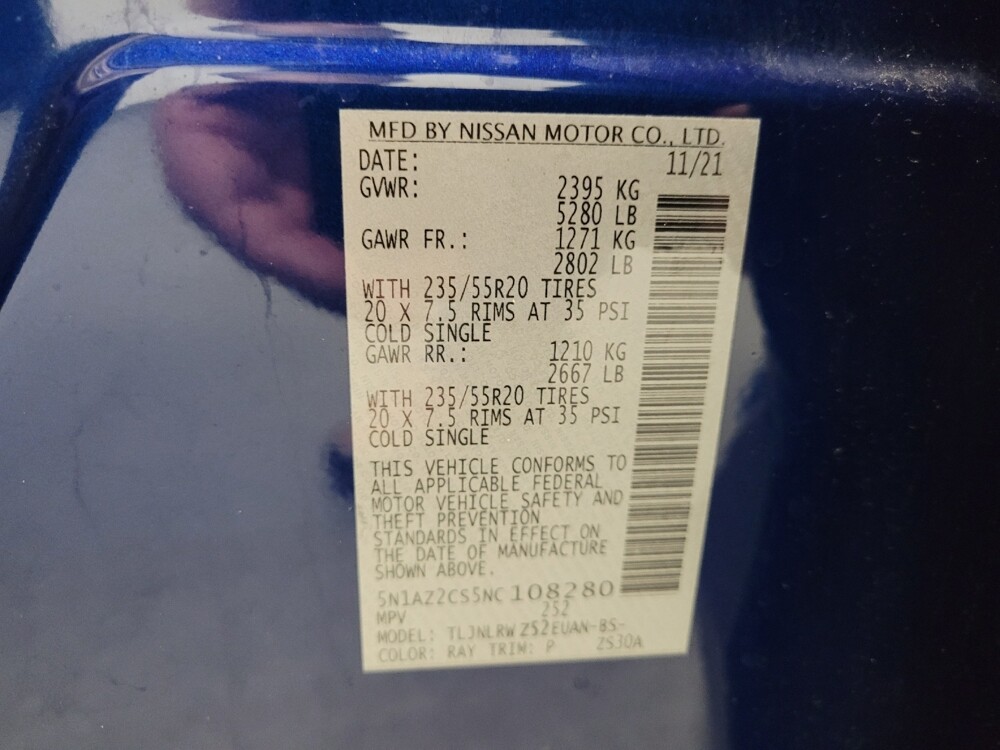 MFD BY NISSAN MOTOR CO., LTD.
DATE: 11/21
GVWR: 2395 KG
5280 LB
GAWR FR.: 1271 KG
2802 LB
WITH 235/55R20 TIRES
20 X 7.5 RIMS AT 35 PSI
COLD SINGLE
GAWR RR.: 1210 KG
2667 LB
WITH 235/55R20 TIRES
20 X 7.5 RIMS AT 35 PSI
COLD SINGLE
THIS VEHICLE CONFORMS TO
ALL APPLICABLE FEDERAL
MOTOR VEHICLE SAFETY AND
THEFT PREVENTION
STANDARDS IN EFFECT ON
THE DATE OF MANUFACTURE
SHOWN ABOVE.
5N1AZ2CS5NC108280
MPV 252
MODEL: TLJNLRW Z52EUAN-BS-
COLOR: RAY TRIM: P ZS30A